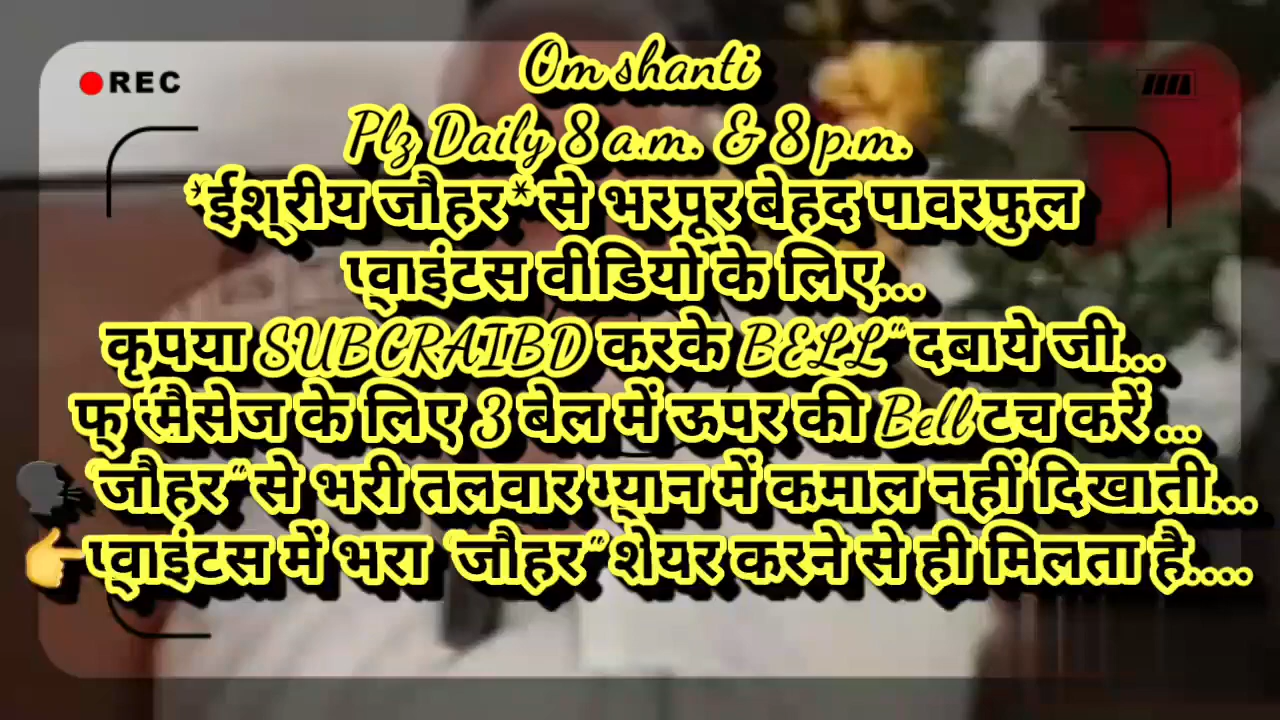 REC
Om shanti
Plz Daily 8 a.m. & 8 p.m.
*ईश्रीय जौहर* से भरपूर बेहद पावरफुल
प्वाइंटस वीडियो के लिए...
कृपया SUBCRAIBD करके BELL" दबाये जी...
के लिए 3 बेल में ऊपर की Bell टच करें ...
"जौहर" से भरी तलवार म्यान में कमाल नहीं दिखाती...
प्वाइंटस में भरा "जौहर" शेयर करने से ही मिलता है....